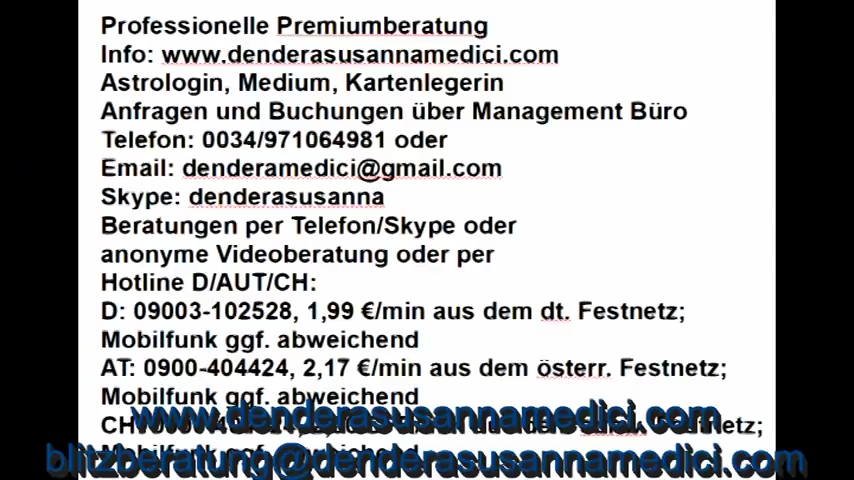 Professionelle Premiumberatung
Info: www.denderasusannamedici.com
Astrologin, Medium, Kartenlegerin
Anfragen und Buchungen über Management Büro
Telefon: 0034/971064981 oder
Email: denderamedici@gmail.com
Skype: denderasusanna
Beratungen per Telefon/Skype oder
anonyme Videoberatung oder per
Hotline D/AUT/CH:
D: 09003-102528, 1,99 €/min aus dem dt. Festnetz;
Mobilfunk ggf. abweichend
AT: 0900-404424, 2,17 €/min aus dem österr. Festnetz;
Mobilfunk ggf. abweichend
www.denderasusannamedici.com
CH
blitzberatung@denderasusannamedici.com